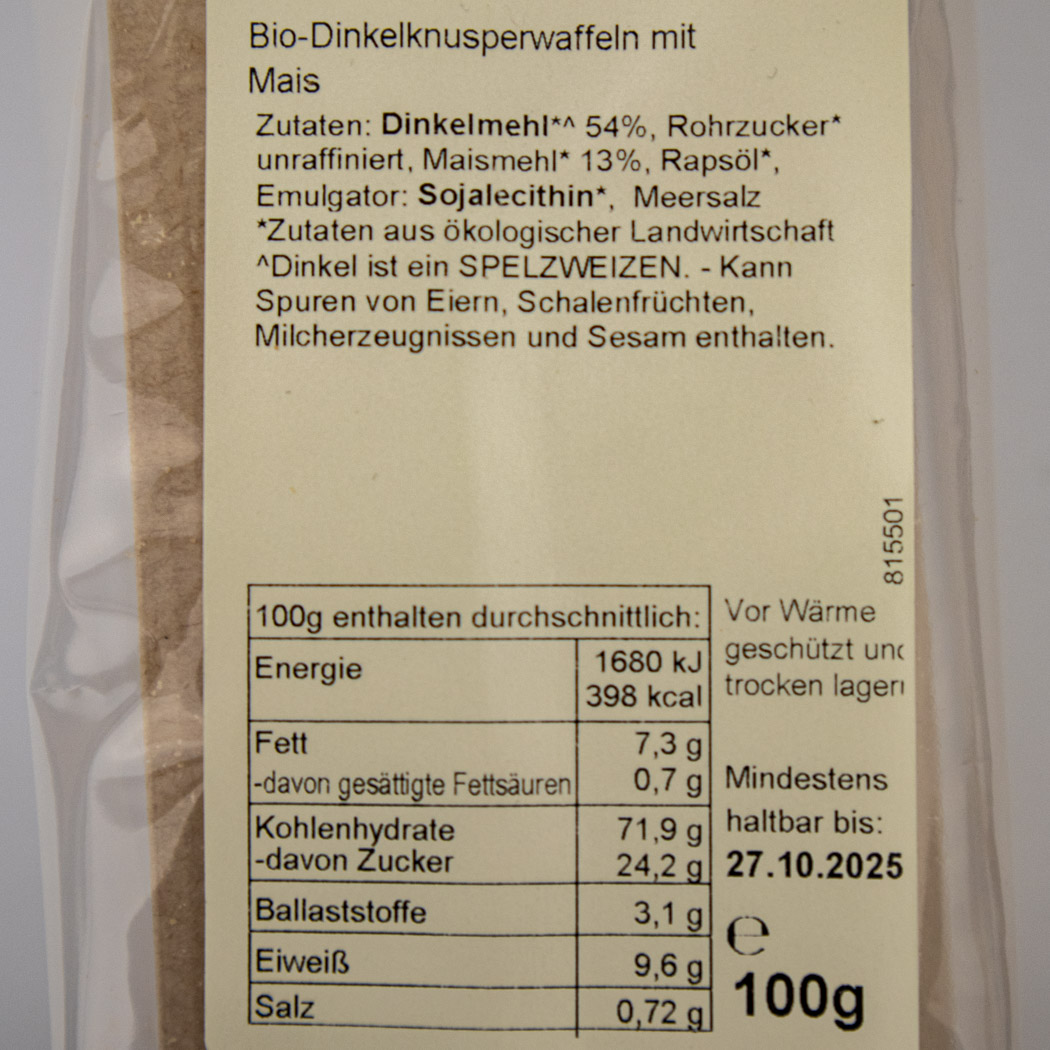 Bio-Dinkelknusperwaffeln mit
Mais
Zutaten: Dinkelmehl*^ 54%, Rohrzucker*
unraffiniert, Maismehl* 13%, Rapsöl*,
Emulgator: Sojalecithin*, Meersalz
*Zutaten aus ökologischer Landwirtschaft
^Dinkel ist ein SPELZWEIZEN. - Kann
Spuren von Eiern, Schalenfrüchten,
Milcherzeugnissen und Sesam enthalten.
815501
100g enthalten durchschnittlich:
Energie 1680 kJ
398 kcal
Fett 7,3 g
-davon gesättigte Fettsäuren 0,7 g
Kohlenhydrate 71,9 g
-davon Zucker 24,2 g
Ballaststoffe 3,1 g
Eiweiß 9,6 g
Salz 0,72 g
Vor Wärme
geschützt und
trocken lagern
Mindestens
haltbar bis:
27.10.2025
e
100g